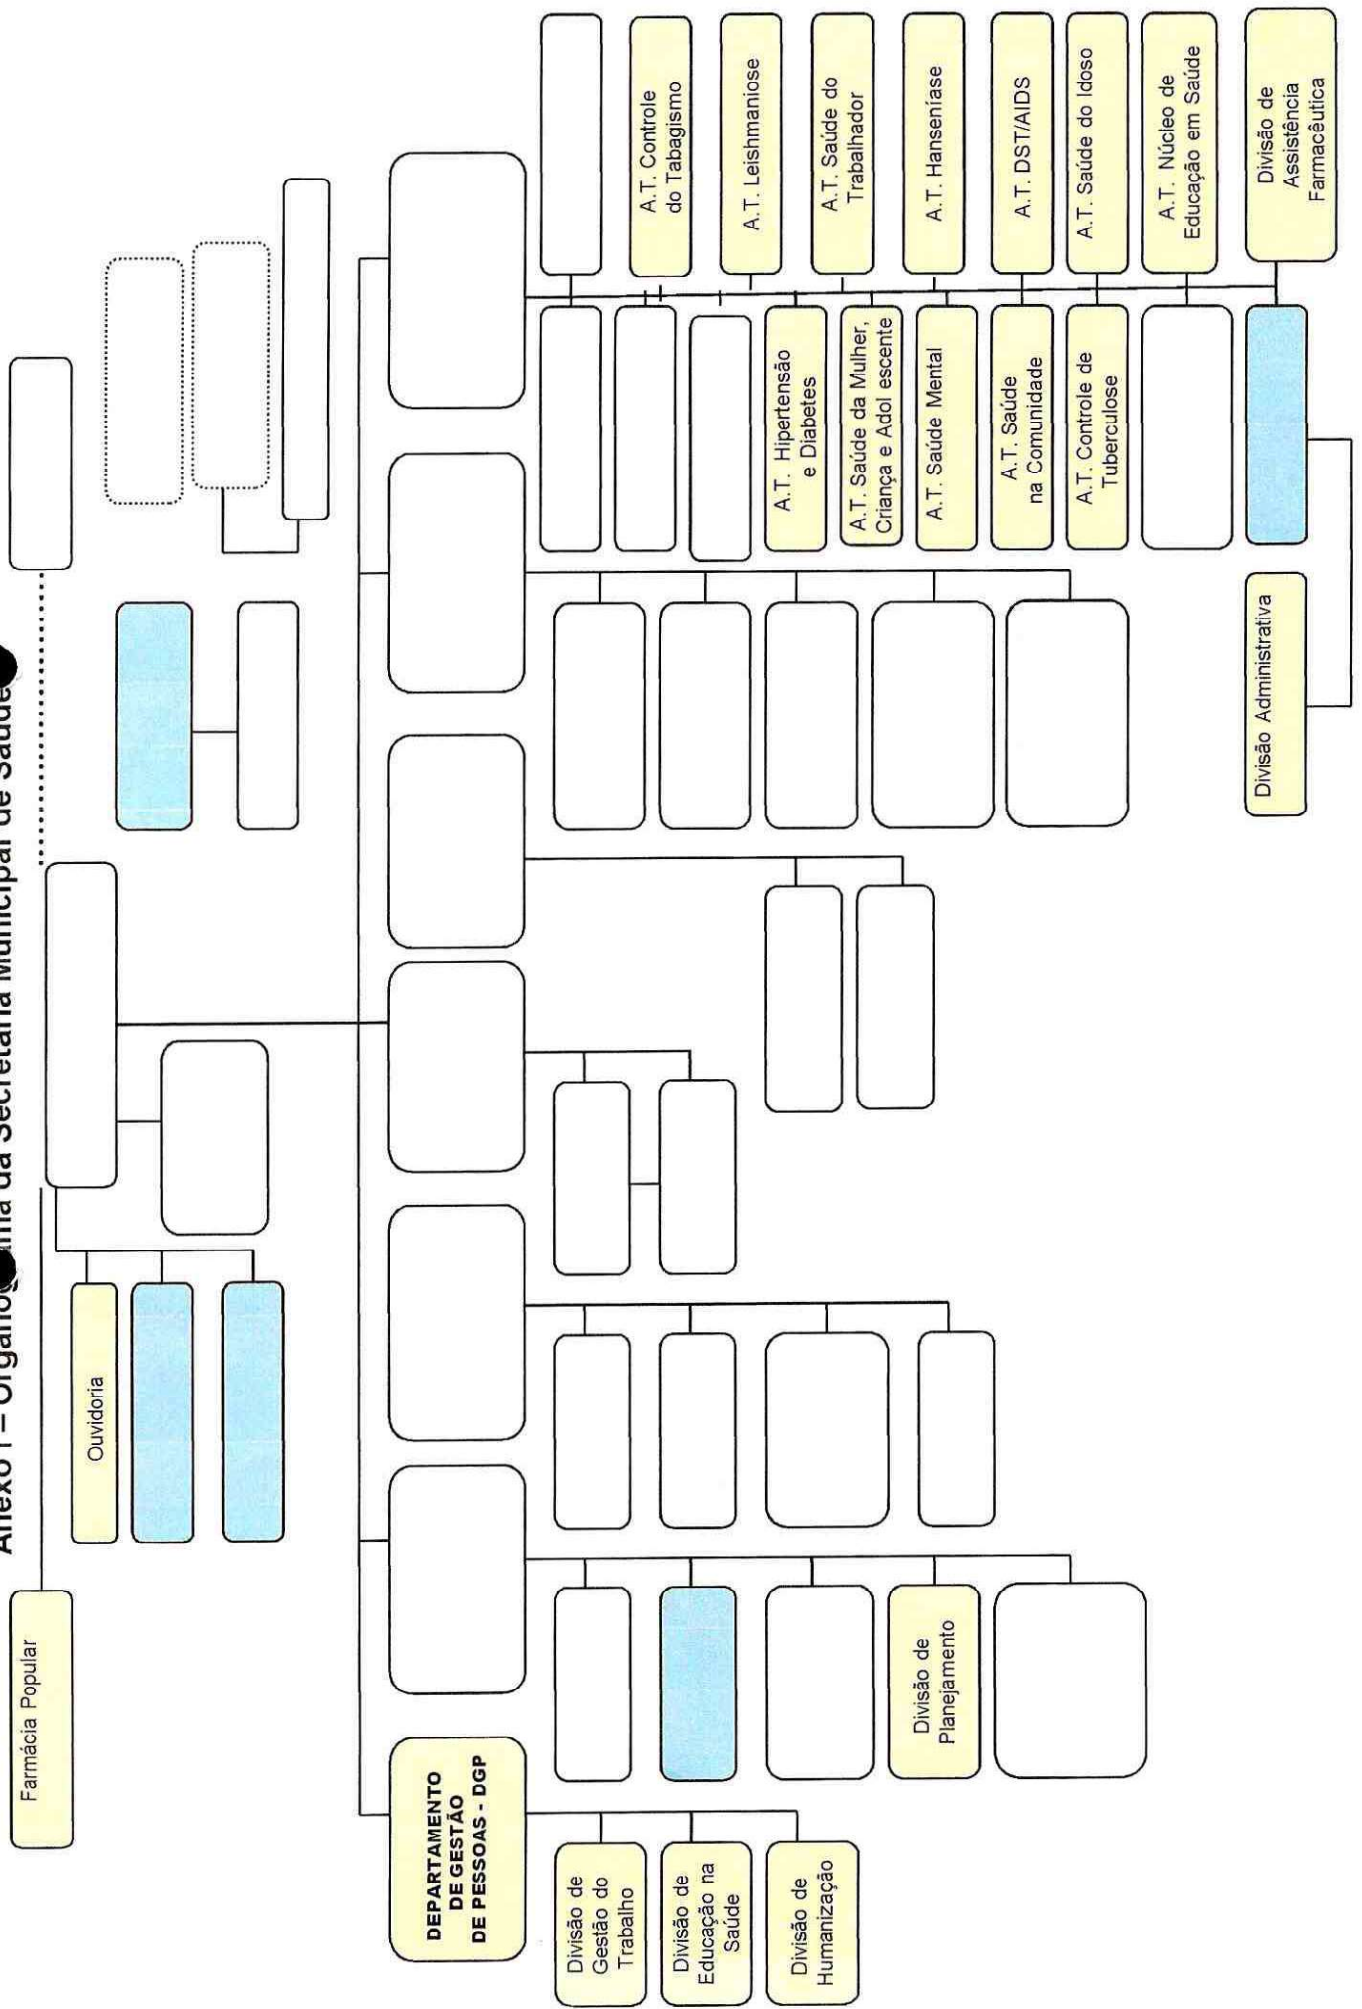 Anexo I – Organograma da Secretaria Municipal de Saúde
Farmácia Popular
Ouvidoria
DEPARTAMENTO
DE GESTÃO
DE PESSOAS - DGP
Divisão de
Gestão do
Trabalho
Divisão de
Educação na
Saúde
Divisão de
Humanização
Divisão de
Planejamento
A.T. Hipertensão
e Diabetes
A.T. Saúde da Mulher,
Criança e Adol escente
A.T. Saúde Mental
A.T. Saúde
na Comunidade
A.T. Controle de
Tuberculose
Divisão Administrativa
A.T. Controle
do Tabagismo
A.T. Leishmaniose
A.T. Saúde do
Trabalhador
A.T. Hanseníase
A.T. DST/AIDS
A.T. Saúde do Idoso
A.T. Núcleo de
Educação em Saúde
Divisão de
Assistência
Farmacêutica